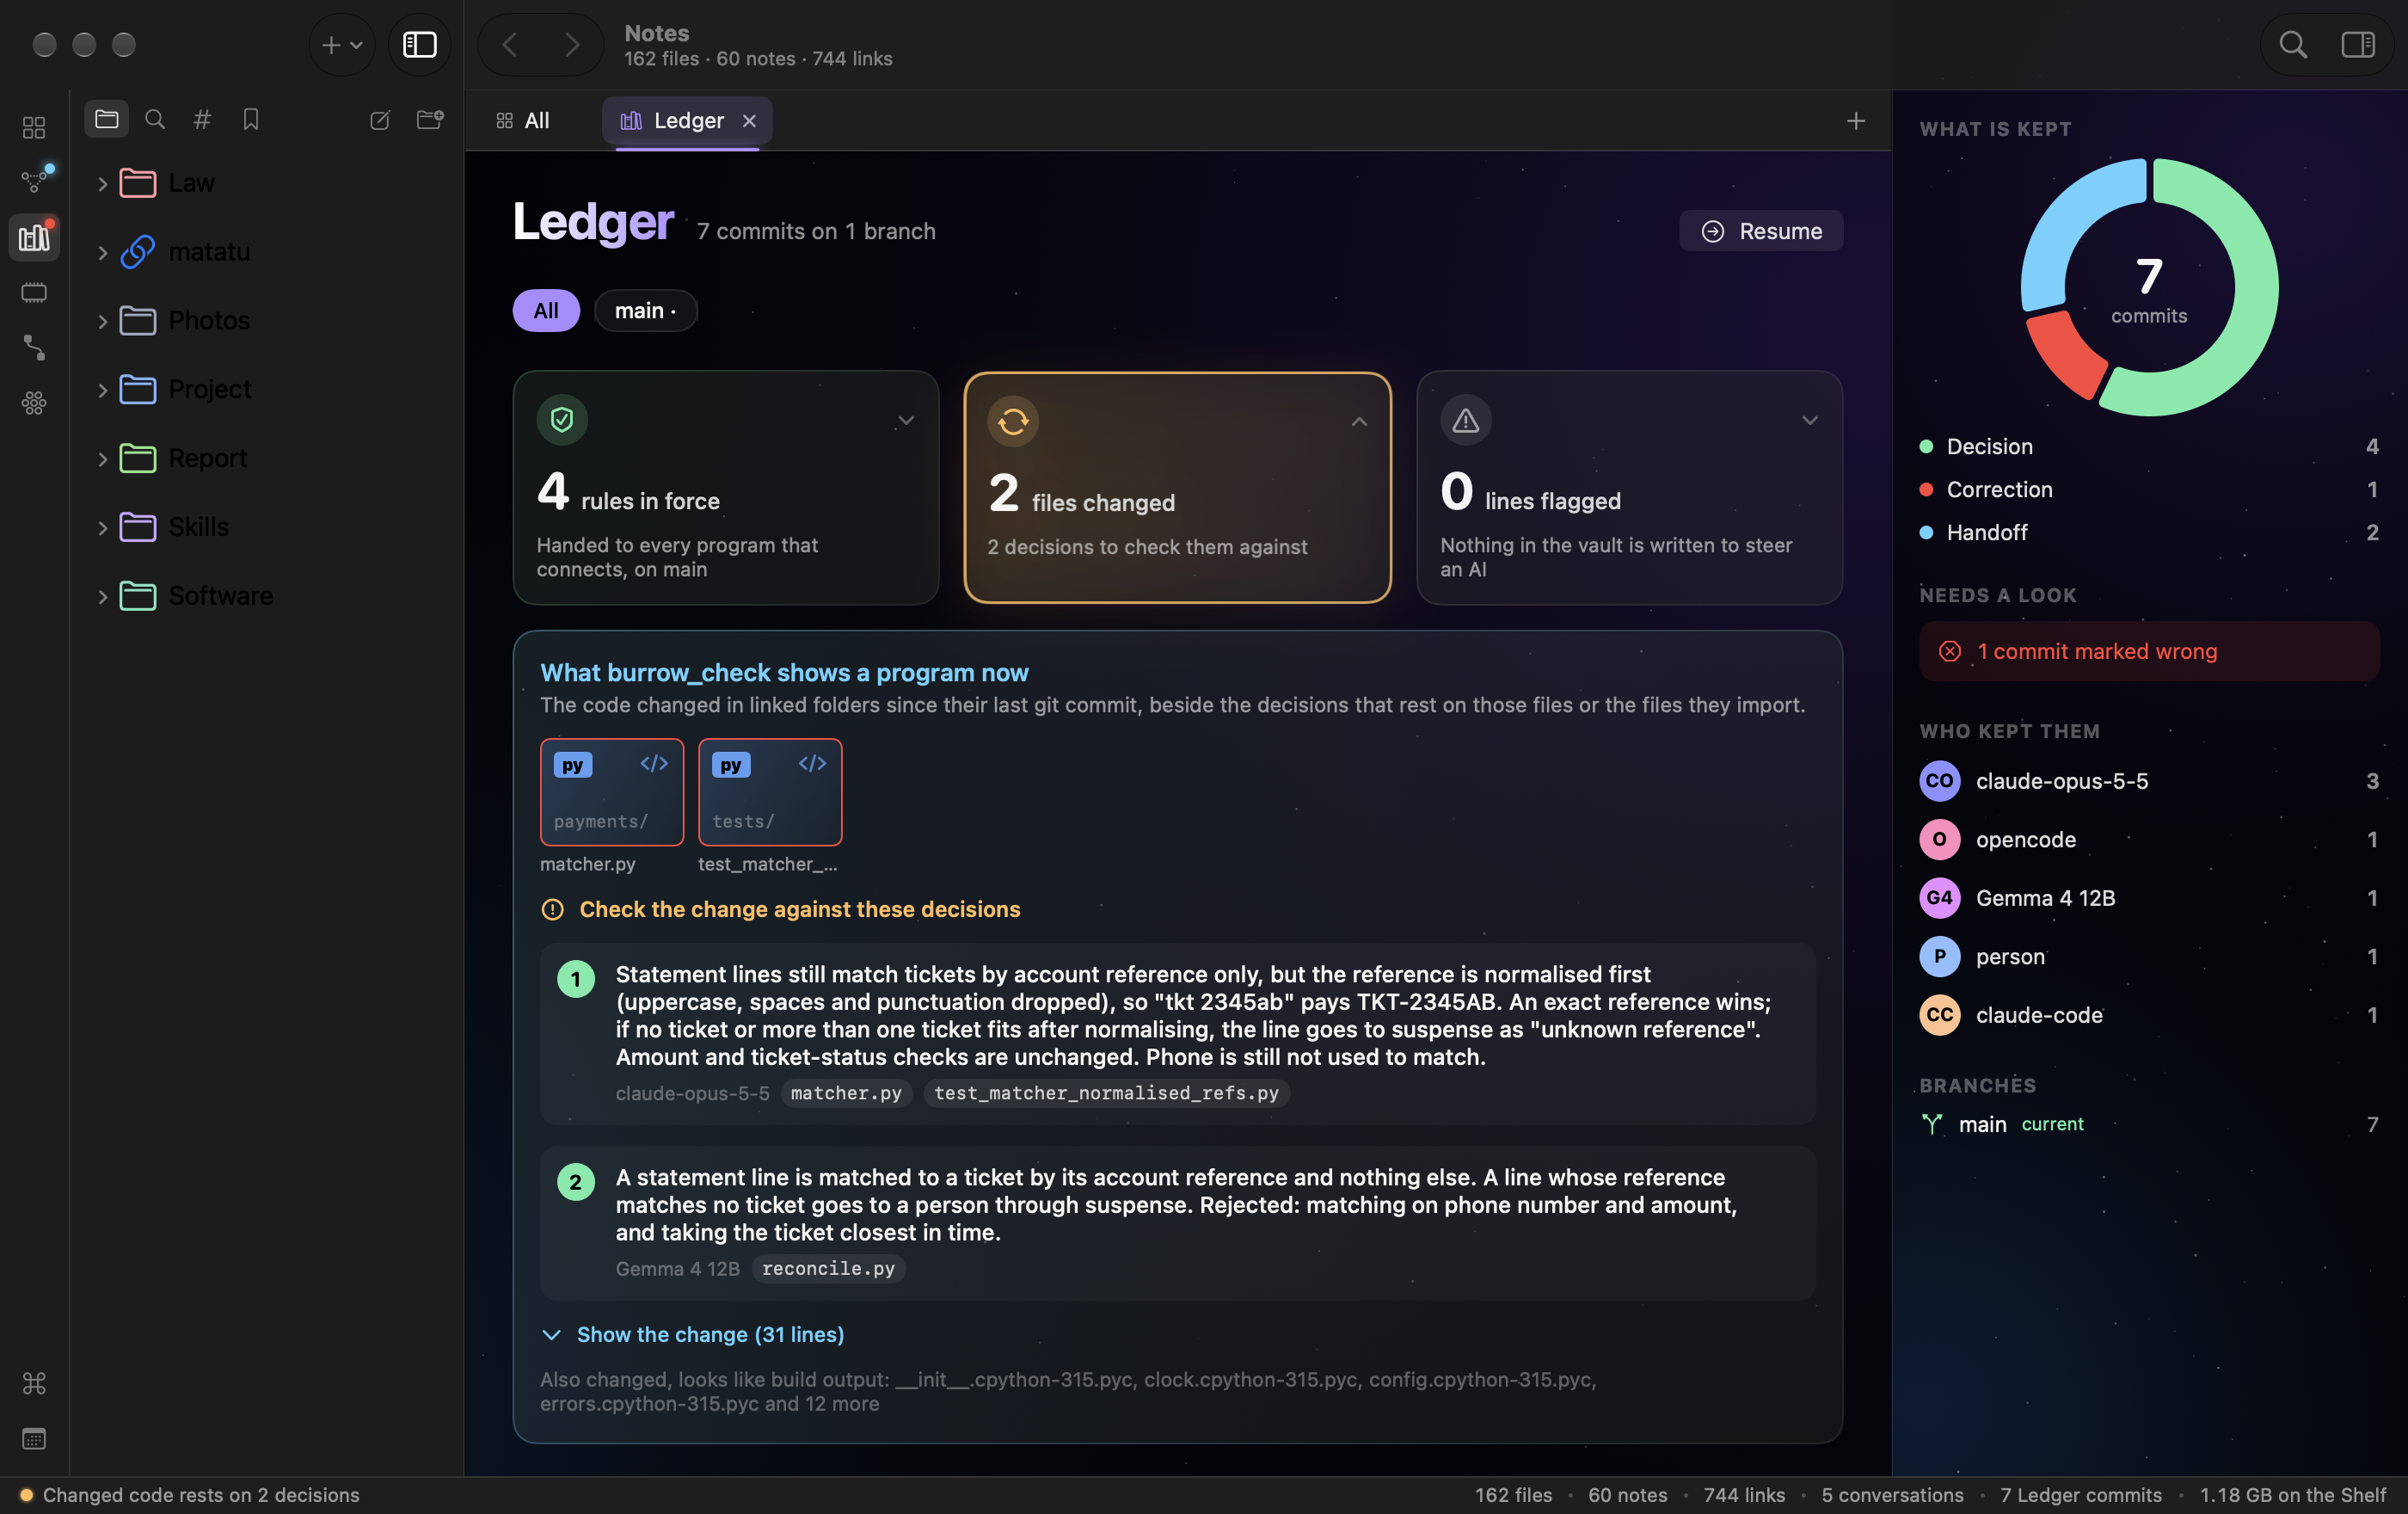 Notes
162 files · 60 notes · 744 links
All
Ledger
Law
matatu
Photos
Project
Report
Skills
Software
Ledger
7 commits on 1 branch
Resume
All
main ·
4 rules in force
Handed to every program that
connects, on main
2 files changed
2 decisions to check them against
0 lines flagged
Nothing in the vault is written to steer
an AI
What burrow_check shows a program now
The code changed in linked folders since their last git commit, beside the decisions that rest on those files or the files they import.
py </>
payments/
matcher.py
py </>
tests/
test_matcher_...
Check the change against these decisions
1
Statement lines still match tickets by account reference only, but the reference is normalised first
(uppercase, spaces and punctuation dropped), so "tkt 2345ab" pays TKT-2345AB. An exact reference wins;
if no ticket or more than one ticket fits after normalising, the line goes to suspense as "unknown reference".
Amount and ticket-status checks are unchanged. Phone is still not used to match.
claude-opus-5-5 matcher.py test_matcher_normalised_refs.py
2
A statement line is matched to a ticket by its account reference and nothing else. A line whose reference
matches no ticket goes to a person through suspense. Rejected: matching on phone number and amount,
and taking the ticket closest in time.
Gemma 4 12B reconcile.py
Show the change (31 lines)
Also changed, looks like build output: __init__.cpython-315.pyc, clock.cpython-315.pyc, config.cpython-315.pyc,
errors.cpython-315.pyc and 12 more
WHAT IS KEPT
7
commits
Decision 4
Correction 1
Handoff 2
NEEDS A LOOK
1 commit marked wrong
WHO KEPT THEM
CO claude-opus-5-5 3
O opencode 1
G4 Gemma 4 12B 1
P person 1
CC claude-code 1
BRANCHES
main current 7
Changed code rests on 2 decisions
162 files • 60 notes • 744 links • 5 conversations • 7 Ledger commits • 1.18 GB on the Shelf